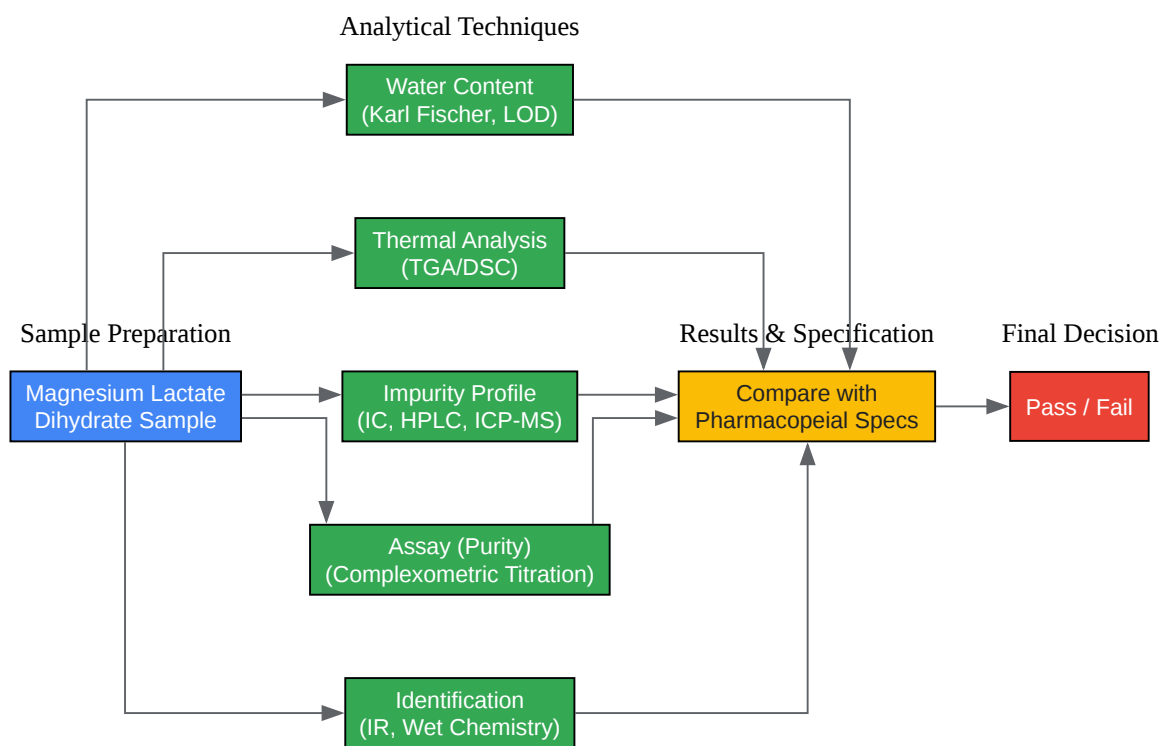 Analytical Techniques
Water Content
(Karl Fischer, LOD)
Thermal Analysis
(TGA/DSC)
Sample Preparation
Results & Specification
Final Decision
Magnesium Lactate
Dihydrate Sample
Impurity Profile
(IC, HPLC, ICP-MS)
Compare with
Pharmacopeial Specs
Pass / Fail
Assay (Purity)
(Complexometric Titration)
Identification
(IR, Wet Chemistry)